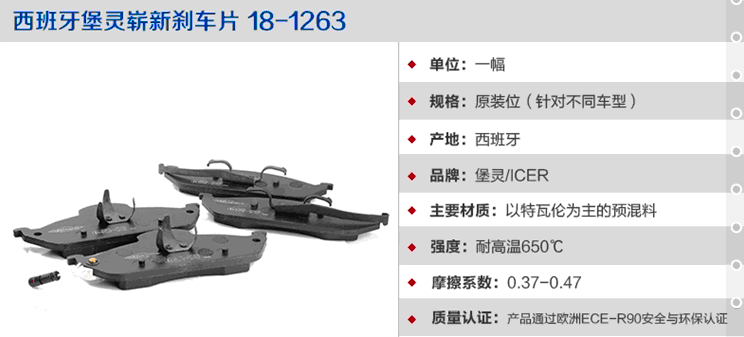 西班牙堡灵崭新刹车片 18-1263
单位：一幅
规格：原装位（针对不同车型）
产地：西班牙
品牌：堡灵/ICER
主要材质：以特瓦伦为主的预混料
强度：耐高温650℃
摩擦系数：0.37-0.47
质量认证：产品通过欧洲ECE-R90安全与环保认证